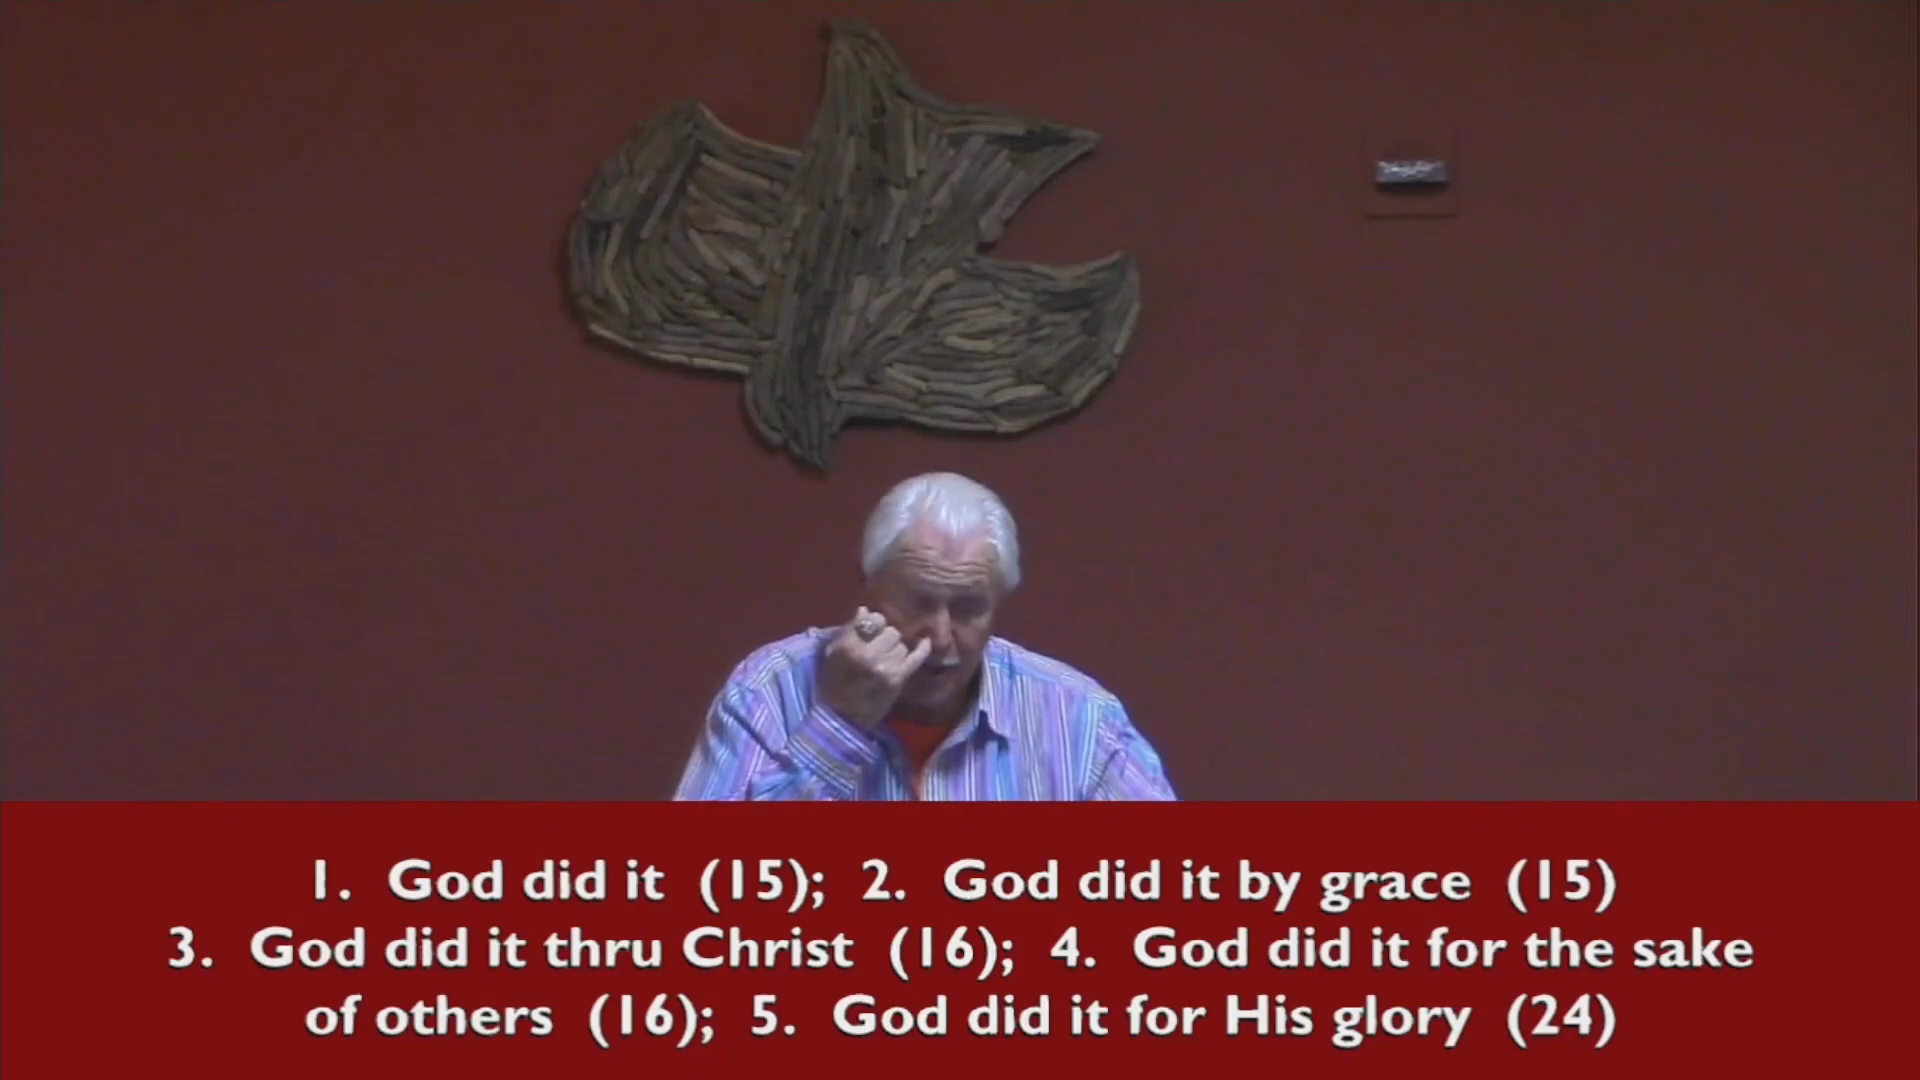 1. God did it (15); 2. God did it by grace (15)
3. God did it thru Christ (16); 4. God did it for the sake
of others (16); 5. God did it for His glory (24)